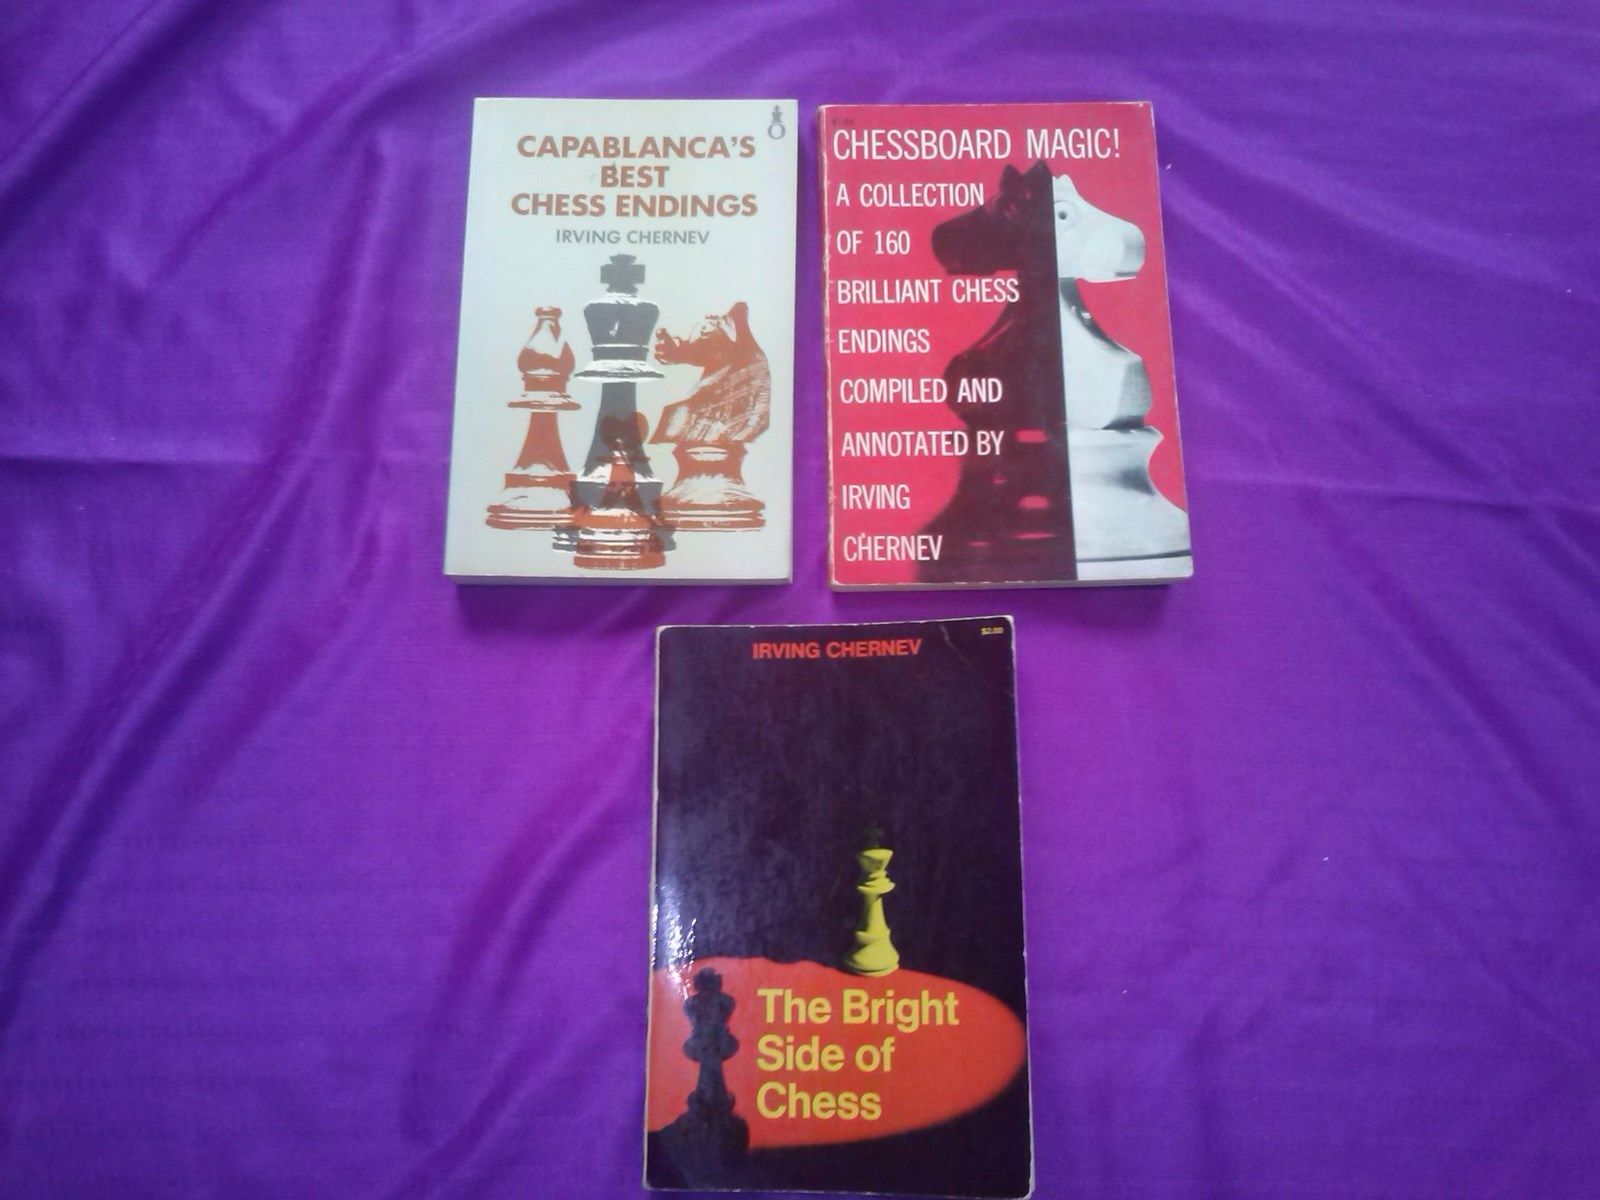 CAPABLANCA'S
BEST
CHESS ENDINGS
IRVING CHERNEV
CHESSBOARD MAGIC!
A COLLECTION
OF 160
BRILLIANT CHESS
ENDINGS
COMPILED AND
ANNOTATED BY
IRVING
CHERNEV
IRVING CHERNEV
$2.00
The Bright
Side of
Chess